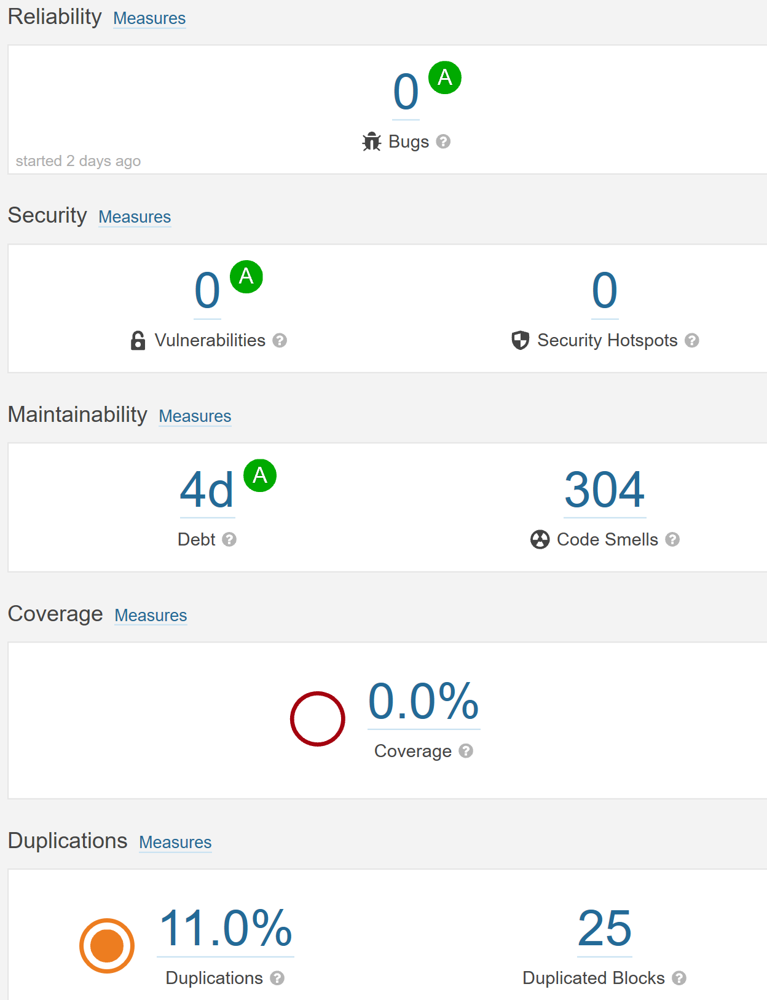 Reliability Measures
0 A
Bugs ?
started 2 days ago
Security Measures
0 A
Vulnerabilities ?
0
Security Hotspots ?
Maintainability Measures
4d A
Debt ?
304
Code Smells ?
Coverage Measures
0.0%
Coverage ?
Duplications Measures
11.0%
Duplications ?
25
Duplicated Blocks ?